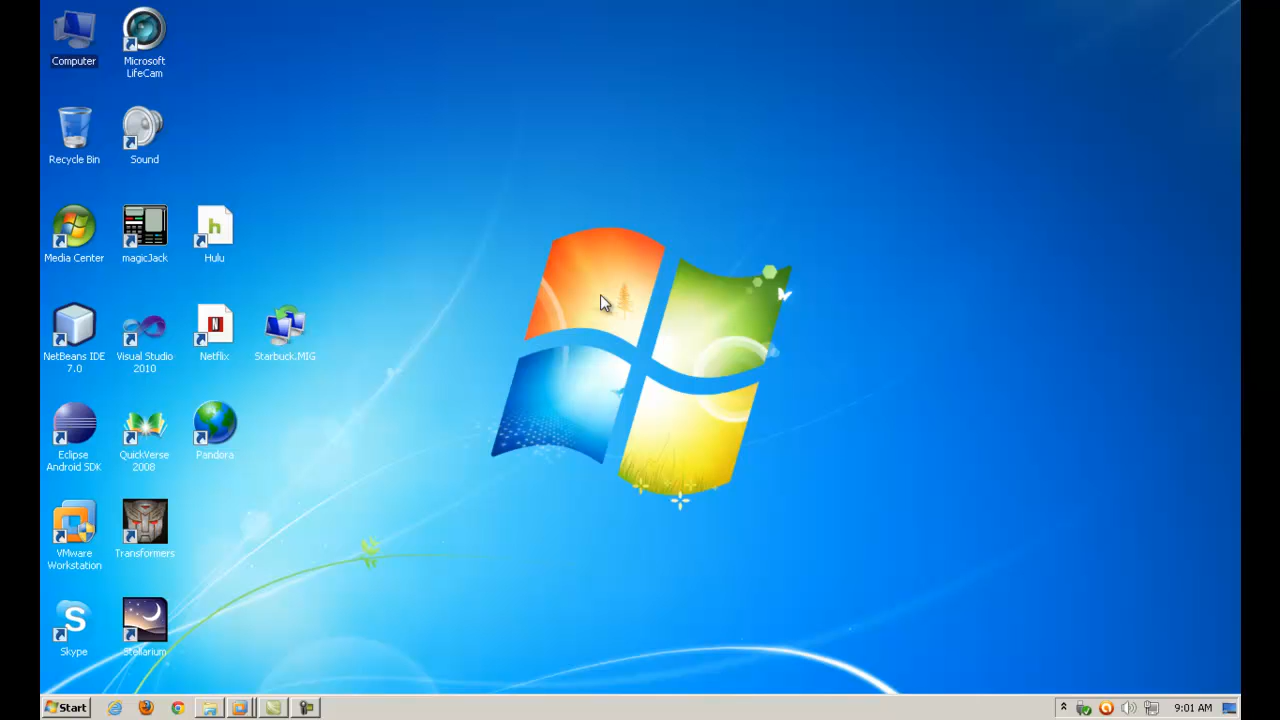 Computer
Microsoft
LifeCam
Recycle Bin
Sound
Media Center
magicJack
h
Hulu
NetBeans IDE
7.0
Visual Studio
2010
N
Netflix
Starbuck.MIG
Eclipse
Android SDK
QuickVerse
2008
Pandora
VMware
Workstation
Transformers
S
Skype
Stellarium
Start
9:01 AM